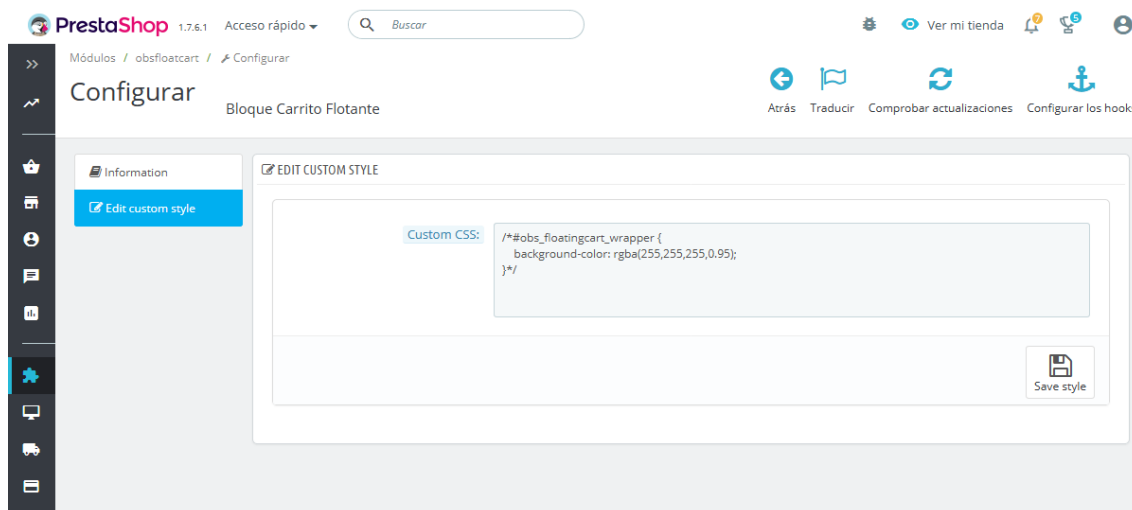 PrestaShop 1.7.6.1 Acceso rápido Buscar Ver mi tienda 7 5
Módulos / obsfloatcart / Configurar
Configurar
Bloque Carrito Flotante
Atrás Traducir Comprobar actualizaciones Configurar los hook
Information
Edit custom style
EDIT CUSTOM STYLE
Custom CSS:
/*#obs_floatingcart_wrapper {
background-color: rgba(255,255,255,0.95);
}*/
Save style